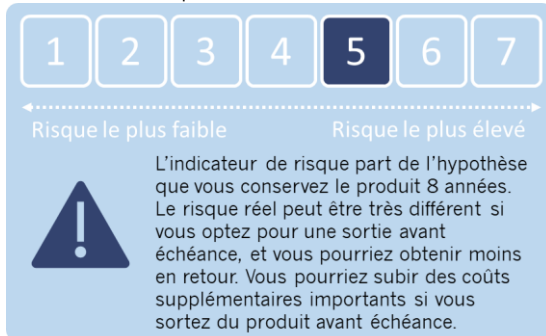 1 2 3 4 5 6 7
Risque le plus faible Risque le plus élevé
L'indicateur de risque part de l'hypothèse
que vous conservez le produit 8 années.
Le risque réel peut être très différent si
vous optez pour une sortie avant
échéance, et vous pourriez obtenir moins
en retour. Vous pourriez subir des coûts
supplémentaires importants si vous
sortez du produit avant échéance.